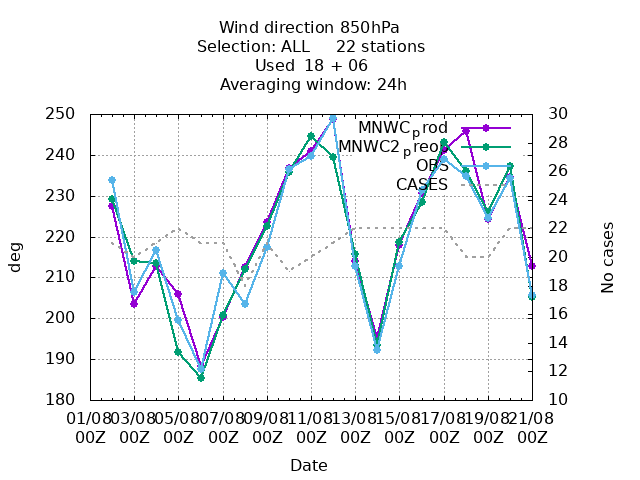 Wind direction 850hPa
Selection: ALL 22 stations
Used 18 + 06
Averaging window: 24h
250
240
230
220
210
200
190
180
deg
30
28
26
24
22
20
18
16
14
12
10
No cases
MNWCprod
MNWC2preop
OBS
CASES
01/08 03/08 05/08 07/08 09/08 11/08 13/08 15/08 17/08 19/08 21/08
00Z 00Z 00Z 00Z 00Z 00Z 00Z 00Z 00Z 00Z 00Z
Date